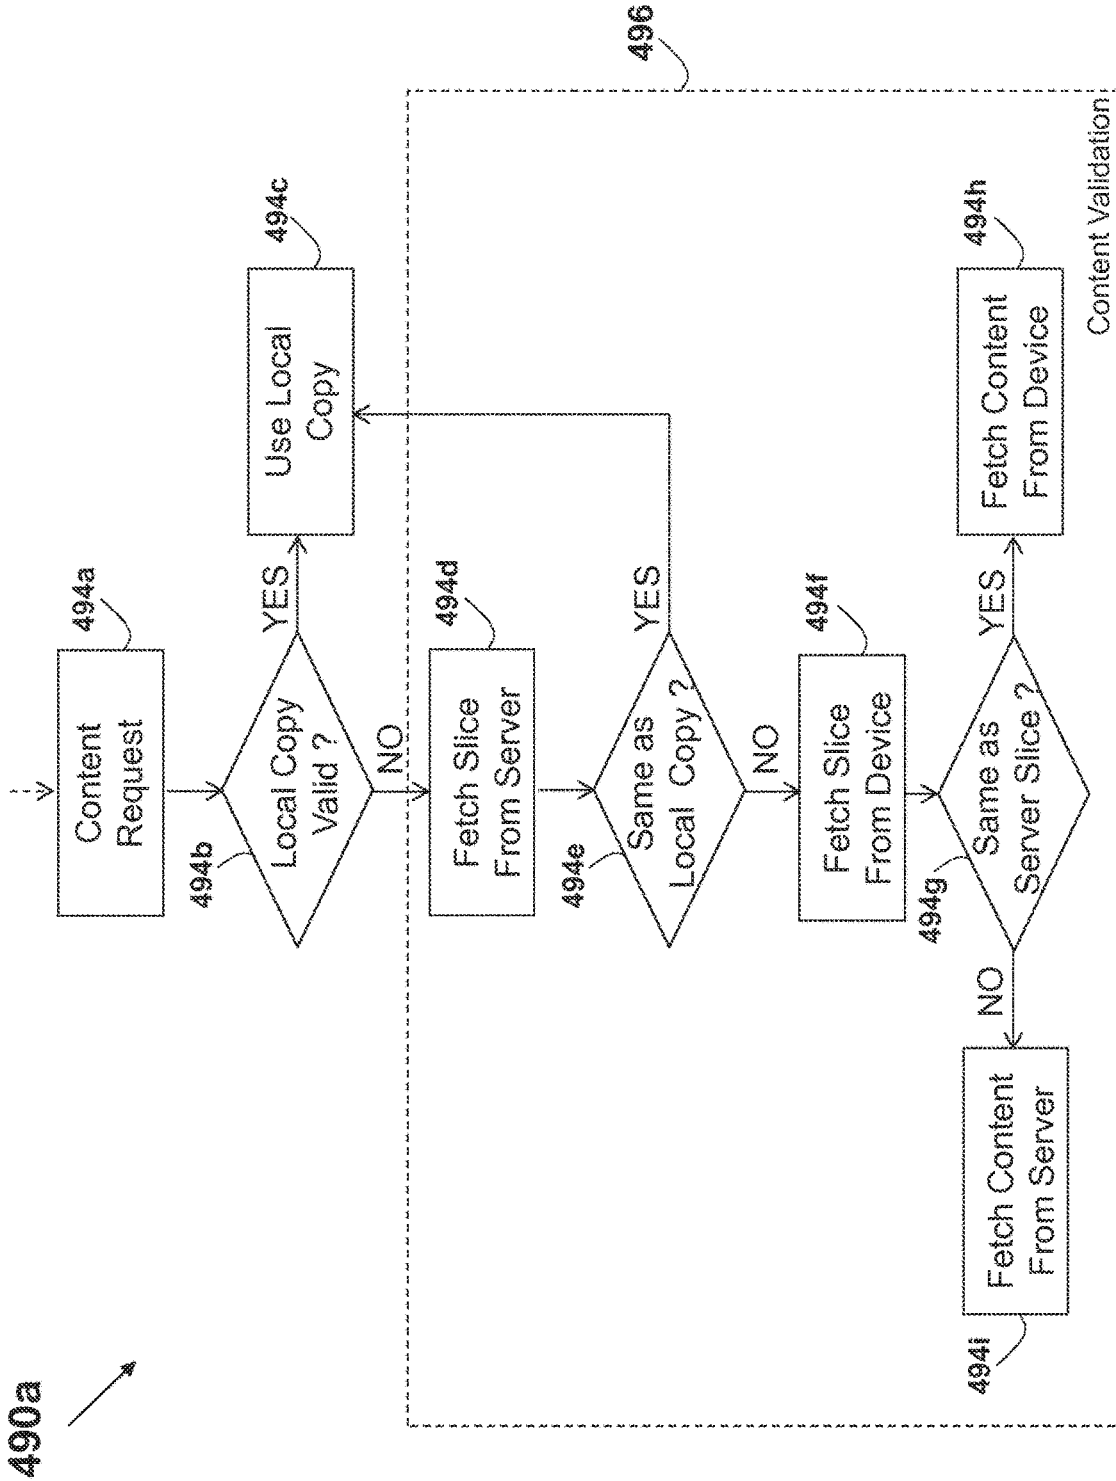 490a
Content
Request
494a
Local Copy
Valid ?
494b
YES
NO
Use Local
Copy
494c
496
Fetch Slice
From Server
494d
Same as
Local Copy ?
494e
YES
NO
Fetch Slice
From Device
494f
Same as
Server Slice ?
494g
NO
YES
Fetch Content
From Server
494i
Fetch Content
From Device
494h
Content Validation